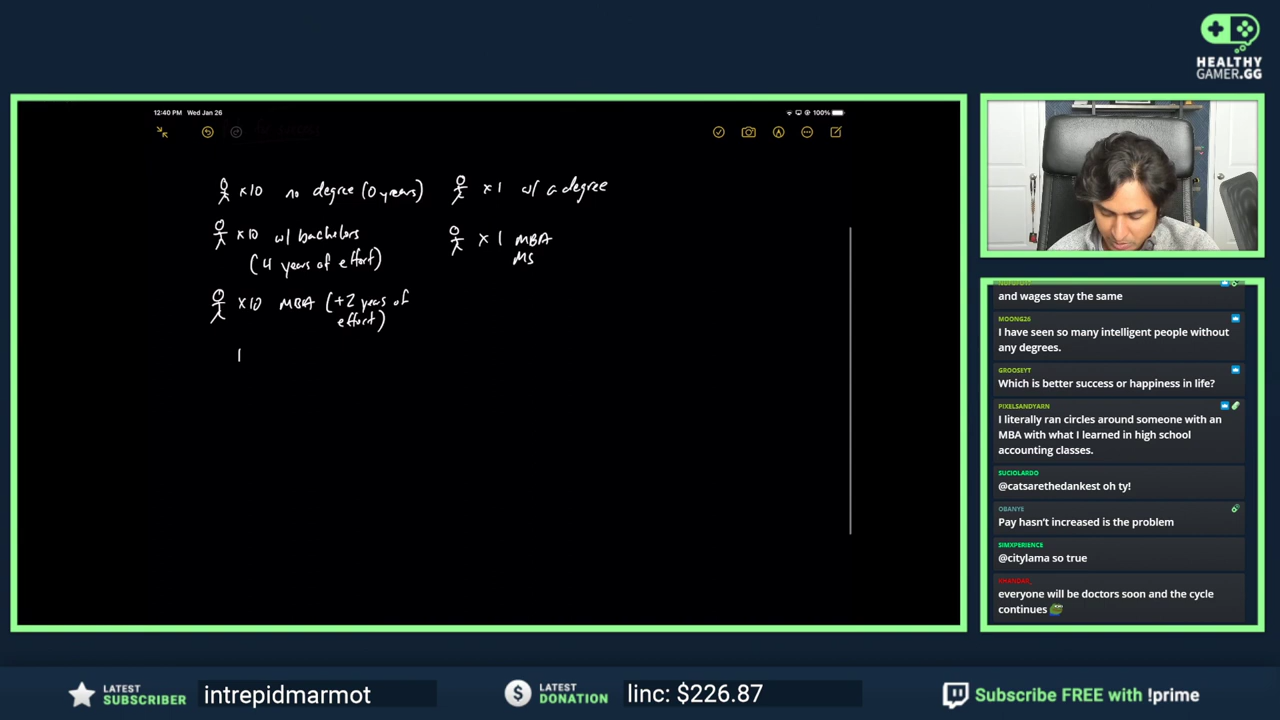 HEALTHY
GAMER.GG
12:40 PM Wed Jan 26
100%
x10 no degree (0 years)
x1 w/ a degree
x10 w/ bachelors
(4 years of effort)
x1 MBA
MS
x10 MBA (+2 years of
effort)
and wages stay the same
MOONG26
I have seen so many intelligent people without
any degrees.
GROOSEYT
Which is better success or happiness in life?
PIXELSANDYARN
I literally ran circles around someone with an
MBA with what I learned in high school
accounting classes.
SUCIOLARDO
@catsarethedankest oh ty!
OBANYE
Pay hasn't increased is the problem
SIMXPERIENCE
@citylama so true
KHANDAR_
everyone will be doctors soon and the cycle
continues
LATEST
SUBSCRIBER
intrepidmarmot
LATEST
DONATION
linc: $226.87
Subscribe FREE with !prime